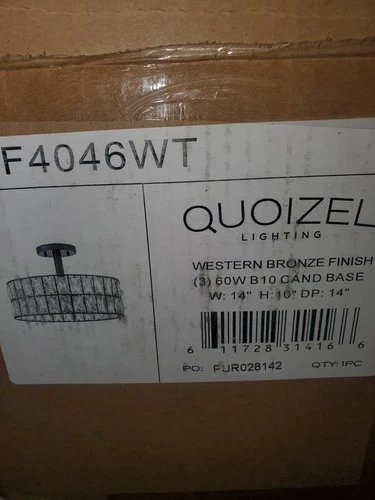 F4046WT
QUOIZEL
LIGHTING
WESTERN BRONZE FINISH
(3) 60W B10 CAND BASE
W: 14" H:10" DP: 14"
6 11728 31416 6
PO: FUR028142 QTY: 1PC